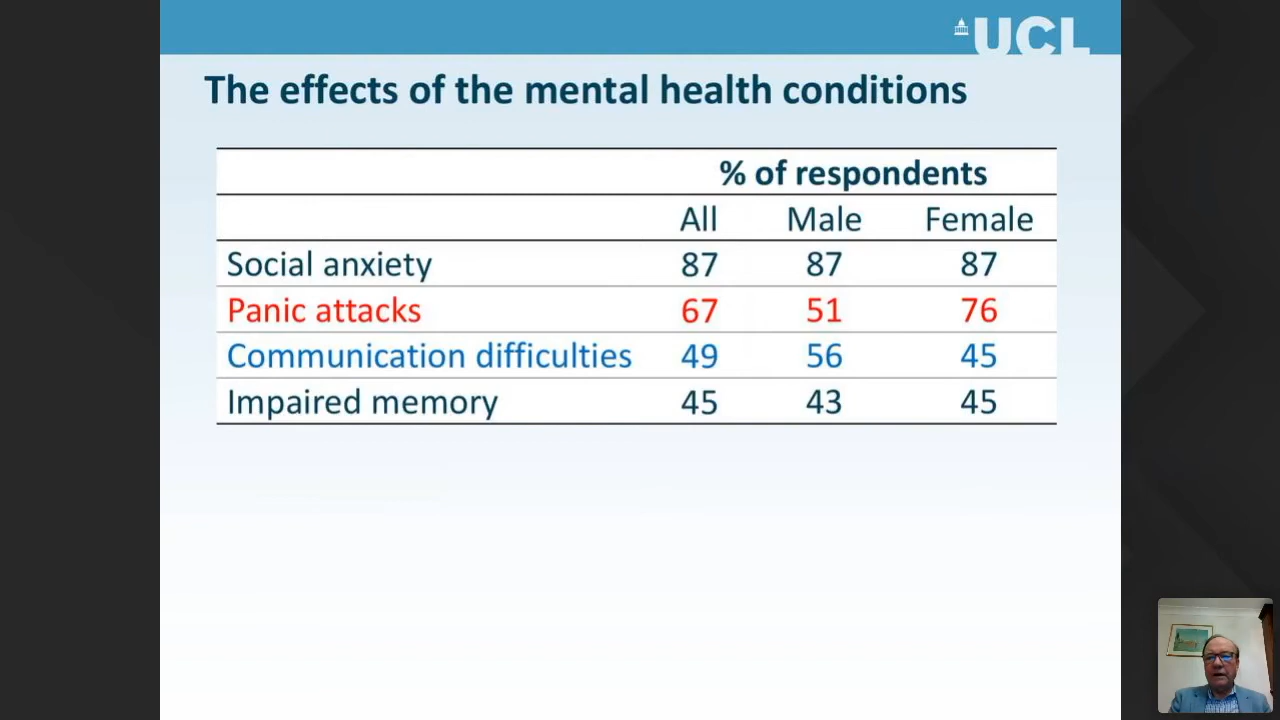 UCL
The effects of the mental health conditions
% of respondents
All Male Female
Social anxiety 87 87 87
Panic attacks 67 51 76
Communication difficulties 49 56 45
Impaired memory 45 43 45